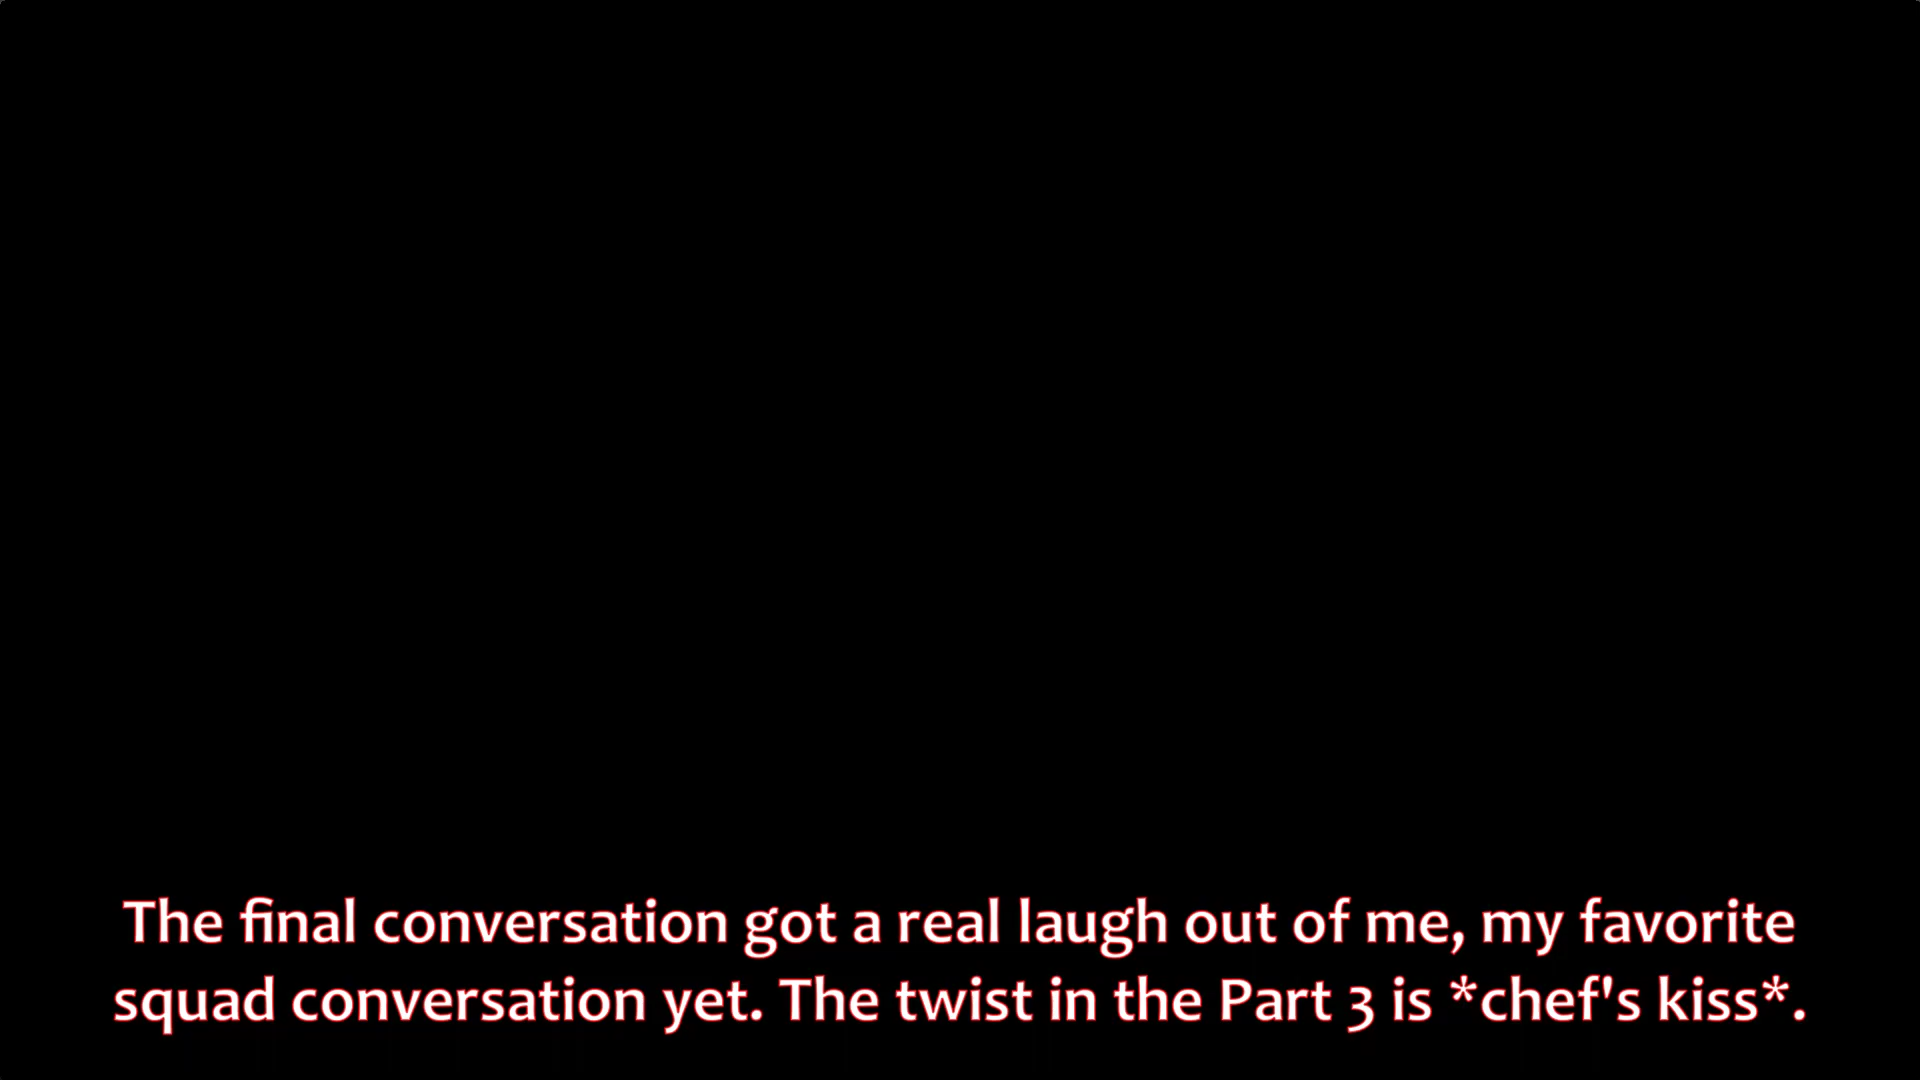 The final conversation got a real laugh out of me, my favorite
squad conversation yet. The twist in the Part 3 is *chef's kiss*.